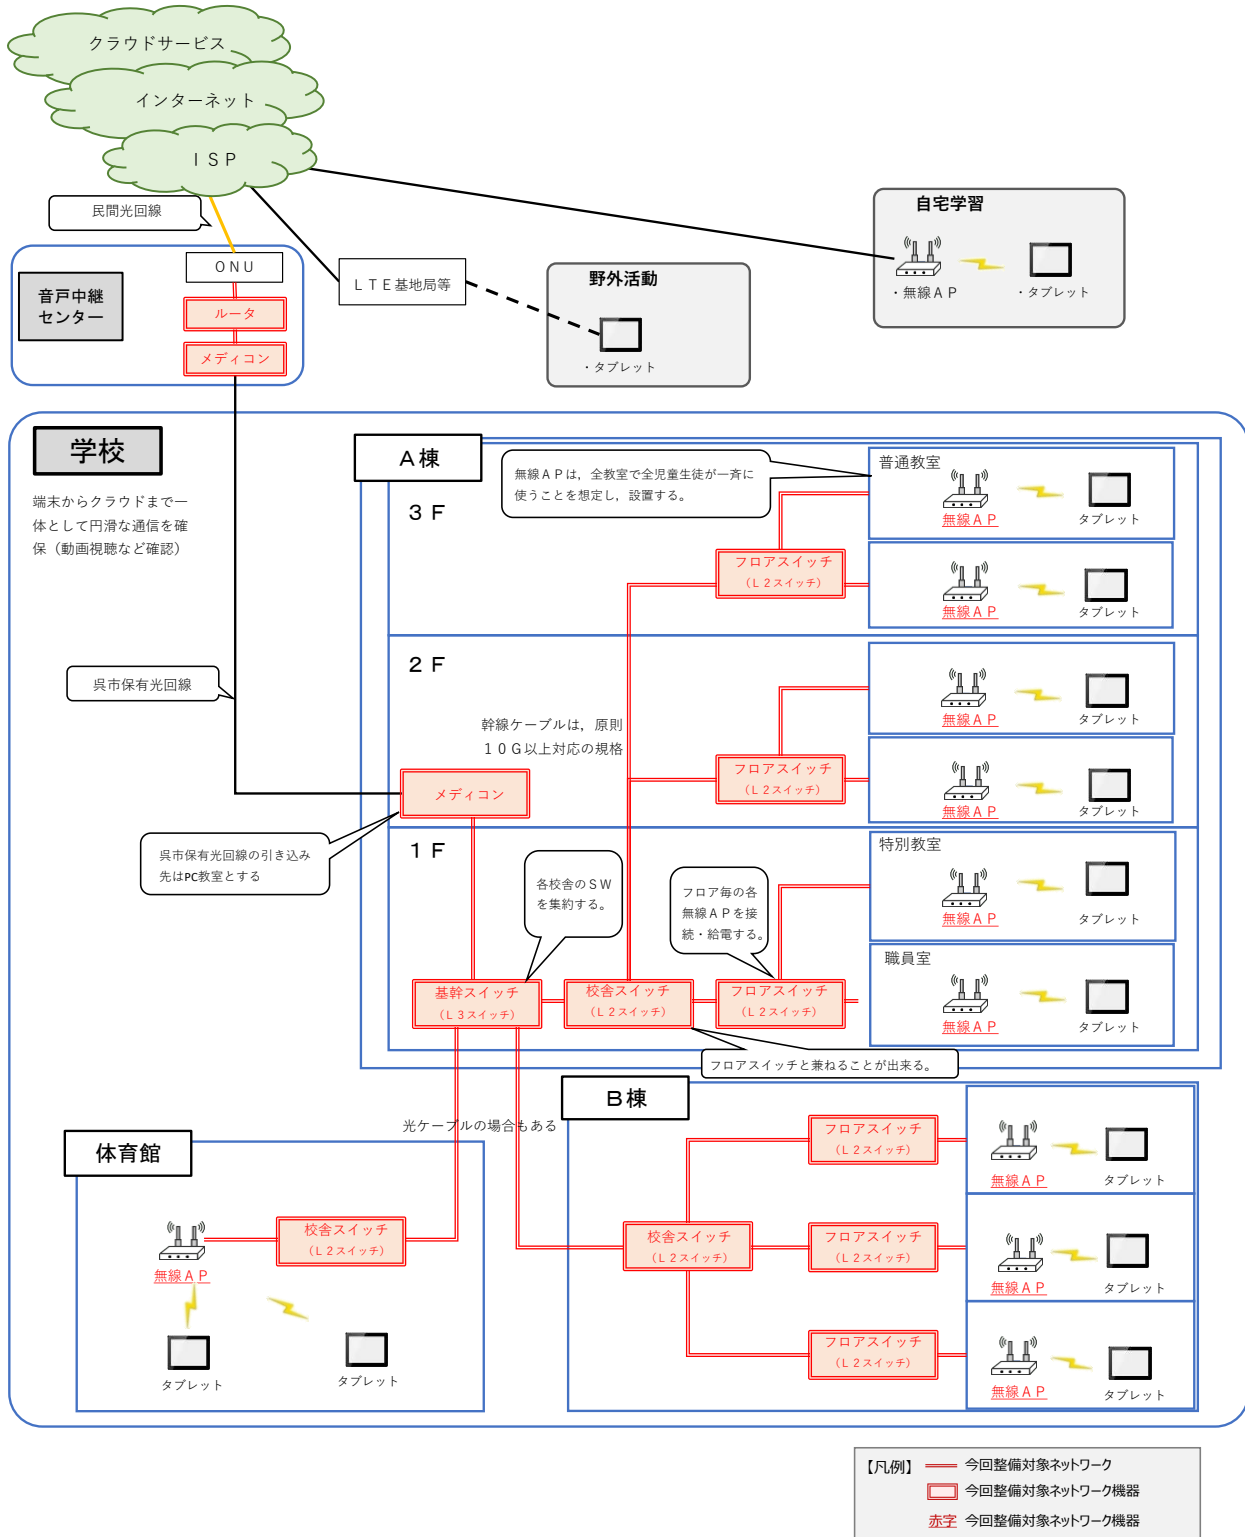 クラウドサービス
インターネット
ＩＳＰ
民間光回線
ＯＮＵ
音戸中継
センター
ルータ
メディコン
ＬＴＥ基地局等
野外活動
・タブレット
自宅学習
・無線ＡＰ
・タブレット
学校
端末からクラウドまで一
体として円滑な通信を確
保（動画視聴など確認）
Ａ棟
無線ＡＰは，全教室で全児童生徒が一斉に
使うことを想定し，設置する。
３Ｆ
普通教室
無線ＡＰ
タブレット
フロアスイッチ
（Ｌ２スイッチ）
無線ＡＰ
タブレット
２Ｆ
呉市保有光回線
無線ＡＰ
タブレット
幹線ケーブルは，原則
１０Ｇ以上対応の規格
フロアスイッチ
（Ｌ２スイッチ）
無線ＡＰ
タブレット
メディコン
呉市保有光回線の引き込み
先はPC教室とする
１Ｆ
各校舎のＳＷ
を集約する。
フロア毎の各
無線ＡＰを接
続・給電する。
特別教室
無線ＡＰ
タブレット
職員室
無線ＡＰ
タブレット
基幹スイッチ
（Ｌ３スイッチ）
校舎スイッチ
（Ｌ２スイッチ）
フロアスイッチ
（Ｌ２スイッチ）
フロアスイッチと兼ねることが出来る。
Ｂ棟
光ケーブルの場合もある
体育館
フロアスイッチ
（Ｌ２スイッチ）
無線ＡＰ
タブレット
校舎スイッチ
（Ｌ２スイッチ）
無線ＡＰ
タブレット
タブレット
校舎スイッチ
（Ｌ２スイッチ）
フロアスイッチ
（Ｌ２スイッチ）
無線ＡＰ
タブレット
フロアスイッチ
（Ｌ２スイッチ）
無線ＡＰ
タブレット
【凡例】
今回整備対象ネットワーク
今回整備対象ネットワーク機器
赤字 今回整備対象ネットワーク機器